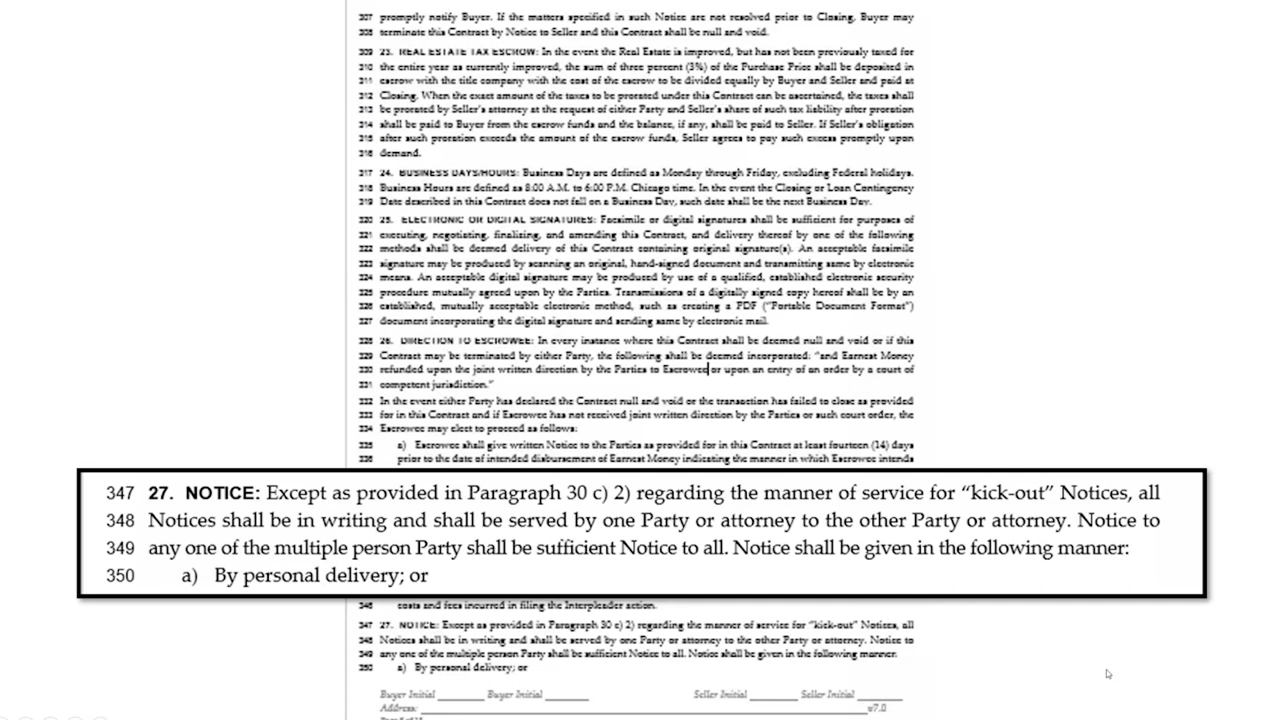 307 promptly notify Buyer. If the matters specified in such Notice are not resolved prior to Closing, Buyer may
308 terminate this Contract by Notice to Seller and this Contract shall be null and void.
309 23. REAL ESTATE TAX ESCROW: In the event the Real Estate is improved, but has not been previously taxed for
310 the entire year as currently improved, the sum of three percent (3%) of the Purchase Price shall be deposited in
311 escrow with the title company with the cost of the escrow to be divided equally by Buyer and Seller and paid at
312 Closing. When the exact amount of the taxes to be prorated under this Contract can be ascertained, the taxes shall
313 be prorated by Seller's attorney at the request of either Party and Seller's share of such tax liability after proration
314 shall be paid to Buyer from the escrow funds and the balance, if any, shall be paid to Seller. If Seller's obligation
315 after such proration exceeds the amount of the escrow funds, Seller agrees to pay such excess promptly upon
316 demand.
317 24. BUSINESS DAYS/HOURS: Business Days are defined as Monday through Friday, excluding Federal holidays.
318 Business Hours are defined as 8:00 A.M. to 6:00 P.M. Chicago time. In the event the Closing or Loan Contingency
319 Date described in this Contract does not fall on a Business Day, such date shall be the next Business Day.
320 25. ELECTRONIC OR DIGITAL SIGNATURES: Facsimile or digital signatures shall be sufficient for purposes of
321 executing, negotiating, finalizing, and amending this Contract, and delivery thereof by one of the following
322 methods shall be deemed delivery of this Contract containing original signature(s). An acceptable facsimile
323 signature may be produced by scanning an original, hand-signed document and transmitting same by electronic
324 means. An acceptable digital signature may be produced by use of a qualified, established electronic security
325 procedure mutually agreed upon by the Parties. Transmissions of a digitally signed copy hereof shall be by an
326 established, mutually acceptable electronic method, such as creating a PDF ("Portable Document Format")
327 document incorporating the digital signature and sending same by electronic mail.
328 26. DIRECTION TO ESCROWEE: In every instance where this Contract shall be deemed null and void or if this
329 Contract may be terminated by either Party, the following shall be deemed incorporated: "and Earnest Money
330 refunded upon the joint written direction by the Parties to Escrowee or upon an entry of an order by a court of
331 competent jurisdiction."
332 In the event either Party has declared the Contract null and void or the transaction has failed to close as provided
333 for in this Contract and if Escrowee has not received joint written direction by the Parties or such court order, the
334 Escrowee may elect to proceed as follows:
335 a) Escrowee shall give written Notice to the Parties as provided for in this Contract at least fourteen (14) days
336 prior to the date of intended disbursement of Earnest Money indicating the manner in which Escrowee intends
347 27. NOTICE: Except as provided in Paragraph 30 c) 2) regarding the manner of service for “kick-out” Notices, all
348 Notices shall be in writing and shall be served by one Party or attorney to the other Party or attorney. Notice to
349 any one of the multiple person Party shall be sufficient Notice to all. Notice shall be given in the following manner:
350 a) By personal delivery; or
346 costs and fees incurred in filing the Interpleader action.
347 27. NOTICE: Except as provided in Paragraph 30 c) 2) regarding the manner of service for "kick-out" Notices, all
348 Notices shall be in writing and shall be served by one Party or attorney to the other Party or attorney. Notice to
349 any one of the multiple person Party shall be sufficient Notice to all. Notice shall be given in the following manner:
350 a) By personal delivery; or
Buyer Initial Buyer Initial Seller Initial Seller Initial
Address: v7.0